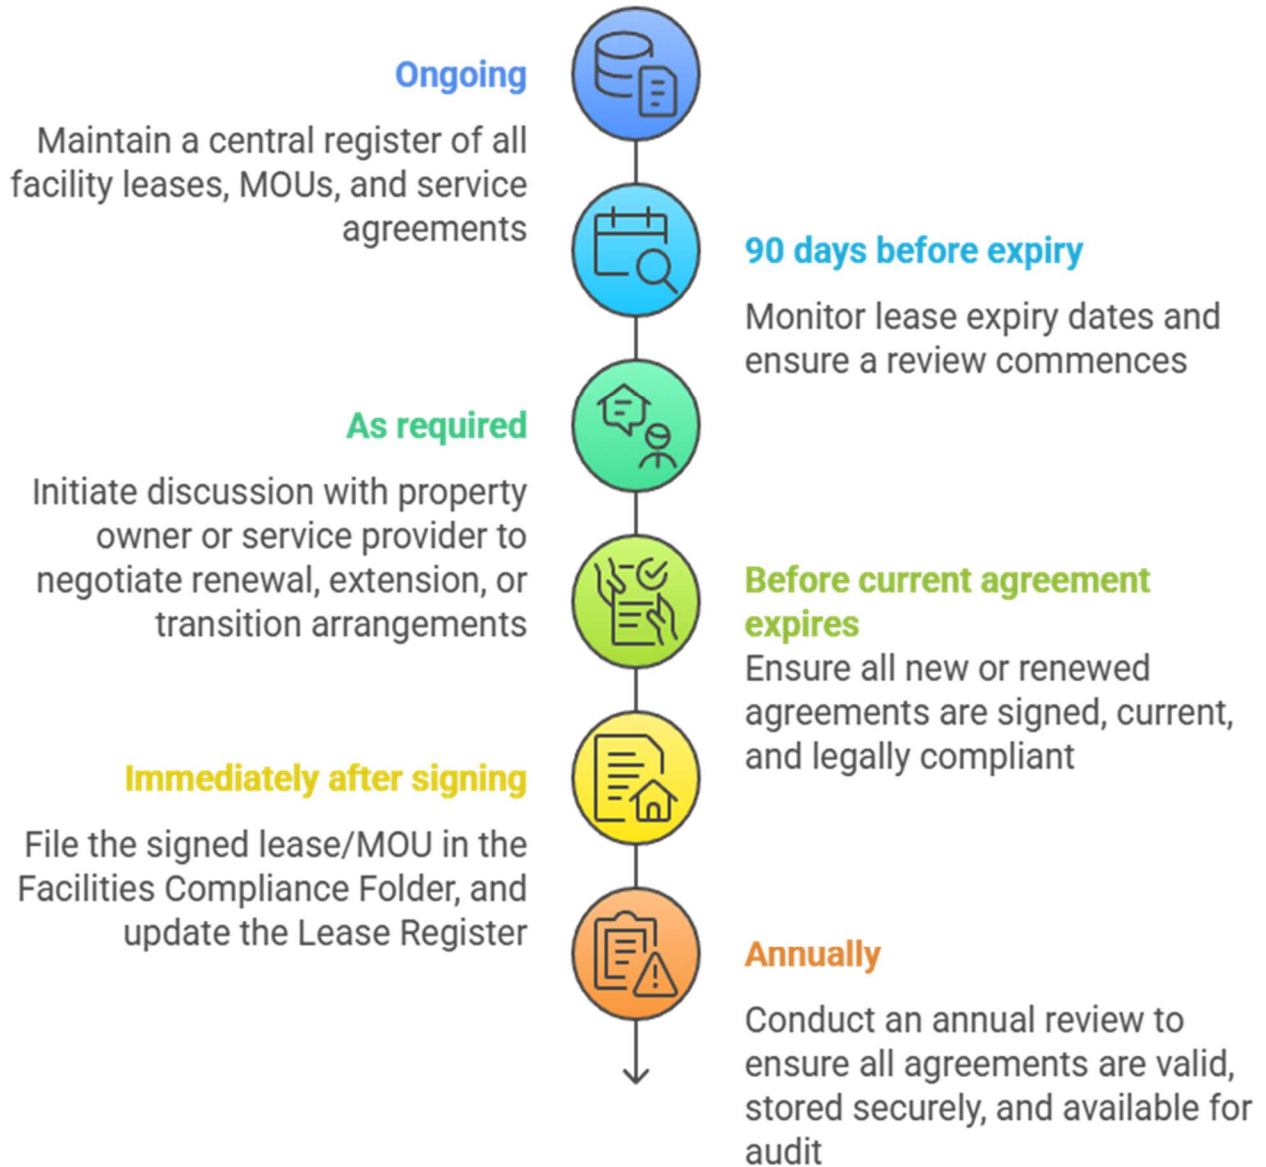 Ongoing
Maintain a central register of all
facility leases, MOUs, and service
agreements
90 days before expiry
Monitor lease expiry dates and
ensure a review commences
As required
Initiate discussion with property
owner or service provider to
negotiate renewal, extension, or
transition arrangements
Before current agreement
expires
Ensure all new or renewed
agreements are signed, current,
and legally compliant
Immediately after signing
File the signed lease/MOU in the
Facilities Compliance Folder, and
update the Lease Register
Annually
Conduct an annual review to
ensure all agreements are valid,
stored securely, and available for
audit